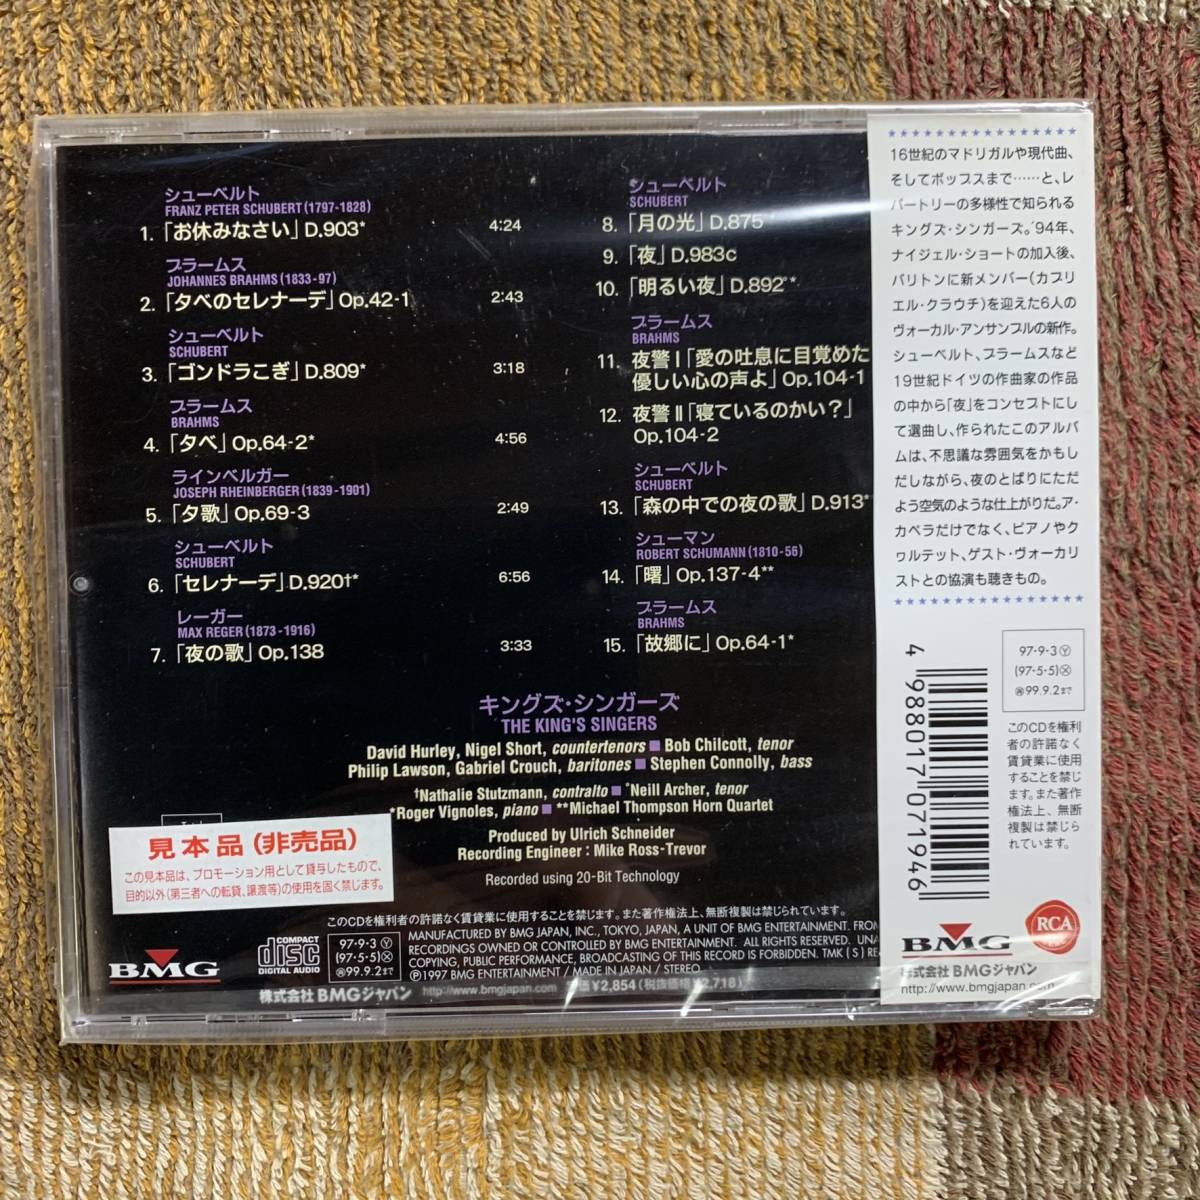 シューベルト
FRANZ PETER SCHUBERT (1797-1828)
1. 「お休みなさい」D.903* 4:24
ブラームス
JOHANNES BRAHMS (1833-97)
2. 「夕べのセレナーデ」Op.42-1 2:43
シューベルト
SCHUBERT
3. 「ゴンドラこぎ」D.809* 3:18
ブラームス
BRAHMS
4. 「夕べ」Op.64-2* 4:56
ラインベルガー
JOSEPH RHEINBERGER (1839-1901)
5. 「夕歌」Op.69-3 2:49
シューベルト
SCHUBERT
6. 「セレナーデ」D.920†* 6:56
レーガー
MAX REGER (1873-1916)
7. 「夜の歌」Op.138 3:33
シューベルト
SCHUBERT
8. 「月の光」D.875
9. 「夜」D.983c
10. 「明るい夜」D.892
ブラームス
BRAHMS
11. 夜警Ⅰ「愛の吐息に目覚めた
優しい心の声よ」Op.104-1
12. 夜警Ⅱ「寝ているのかい？」
Op.104-2
シューベルト
SCHUBERT
13. 「森の中での夜の歌」D.913*
シューマン
ROBERT SCHUMANN (1810-56)
14. 「曙」Op.137-4**
ブラームス
BRAHMS
15. 「故郷に」Op.64-1*
キングズ・シンガーズ
THE KING'S SINGERS
David Hurley, Nigel Short, countertenors ■ Bob Chilcott, tenor
Philip Lawson, Gabriel Crouch, baritones ■ Stephen Connolly, bass
†Nathalie Stutzmann, contralto ■ *Neill Archer, tenor
*Roger Vignoles, piano ■ **Michael Thompson Horn Quartet
Produced by Ulrich Schneider
Recording Engineer : Mike Ross-Trevor
Recorded using 20-Bit Technology
見本品(非売品)
この見本品は、プロモーション用として貸与したもので、
目的以外(第三者への転貸、譲渡等)の使用を固く禁じます。
このCDを権利者の許諾なく賃貸業に使用することを禁じます。また著作権法上、無断複製は禁じられています。
BMG
COMPACT
disc
DIGITAL AUDIO
97-9-3Ⓨ
(97-5-5)Ⓧ
99.9.2まで
MANUFACTURED BY BMG JAPAN, INC., TOKYO, JAPAN, A UNIT OF BMG ENTERTAINMENT. FROM
RECORDINGS OWNED OR CONTROLLED BY BMG ENTERTAINMENT. ALL RIGHTS RESERVED. UNA
COPYING, PUBLIC PERFORMANCE, BROADCASTING OF THIS RECORD IS FORBIDDEN. TMK ( S ) RE
Ⓟ1997 BMG ENTERTAINMENT / MADE IN JAPAN / STEREO
株式会社 BMGジャパン http://www.bmgjapan.com 定価¥2,854(税抜価格¥2,718)
★★★★★★★★★★★★★★★★★★
16世紀のマドリガルや現代曲、
そしてポップスまで……と、レ
パートリーの多様性で知られる
キングズ・シンガーズ。'94年、
ナイジェル・ショートの加入後、
バリトンに新メンバー(カブリ
エル・クラウチ)を迎えた6人の
ヴォーカル・アンサンブルの新作。
シューベルト、ブラームスなど
19世紀ドイツの作曲家の作品
の中から「夜」をコンセプトにし
て選曲し、作られたこのアルバ
ムは、不思議な雰囲気をかもし
だしながら、夜のとばりにただ
よう空気のような仕上がりだ。ア・
カペラだけでなく、ピアノやク
ヮルテット、ゲスト・ヴォーカリ
ストとの協演も聴きもの。
★★★★★★★★★★★★★★★★★★
4 988017 071946
97-9-3Ⓨ
(97-5-5)Ⓧ
99.9.2まで
このCDを権利
者の許諾なく
賃貸業に使用
することを禁じ
ます。また著作
権法上、無断
複製は禁じら
れています。
BMG
RCA
株式会社 BMGジャパン
http://www.bmgjapan.com